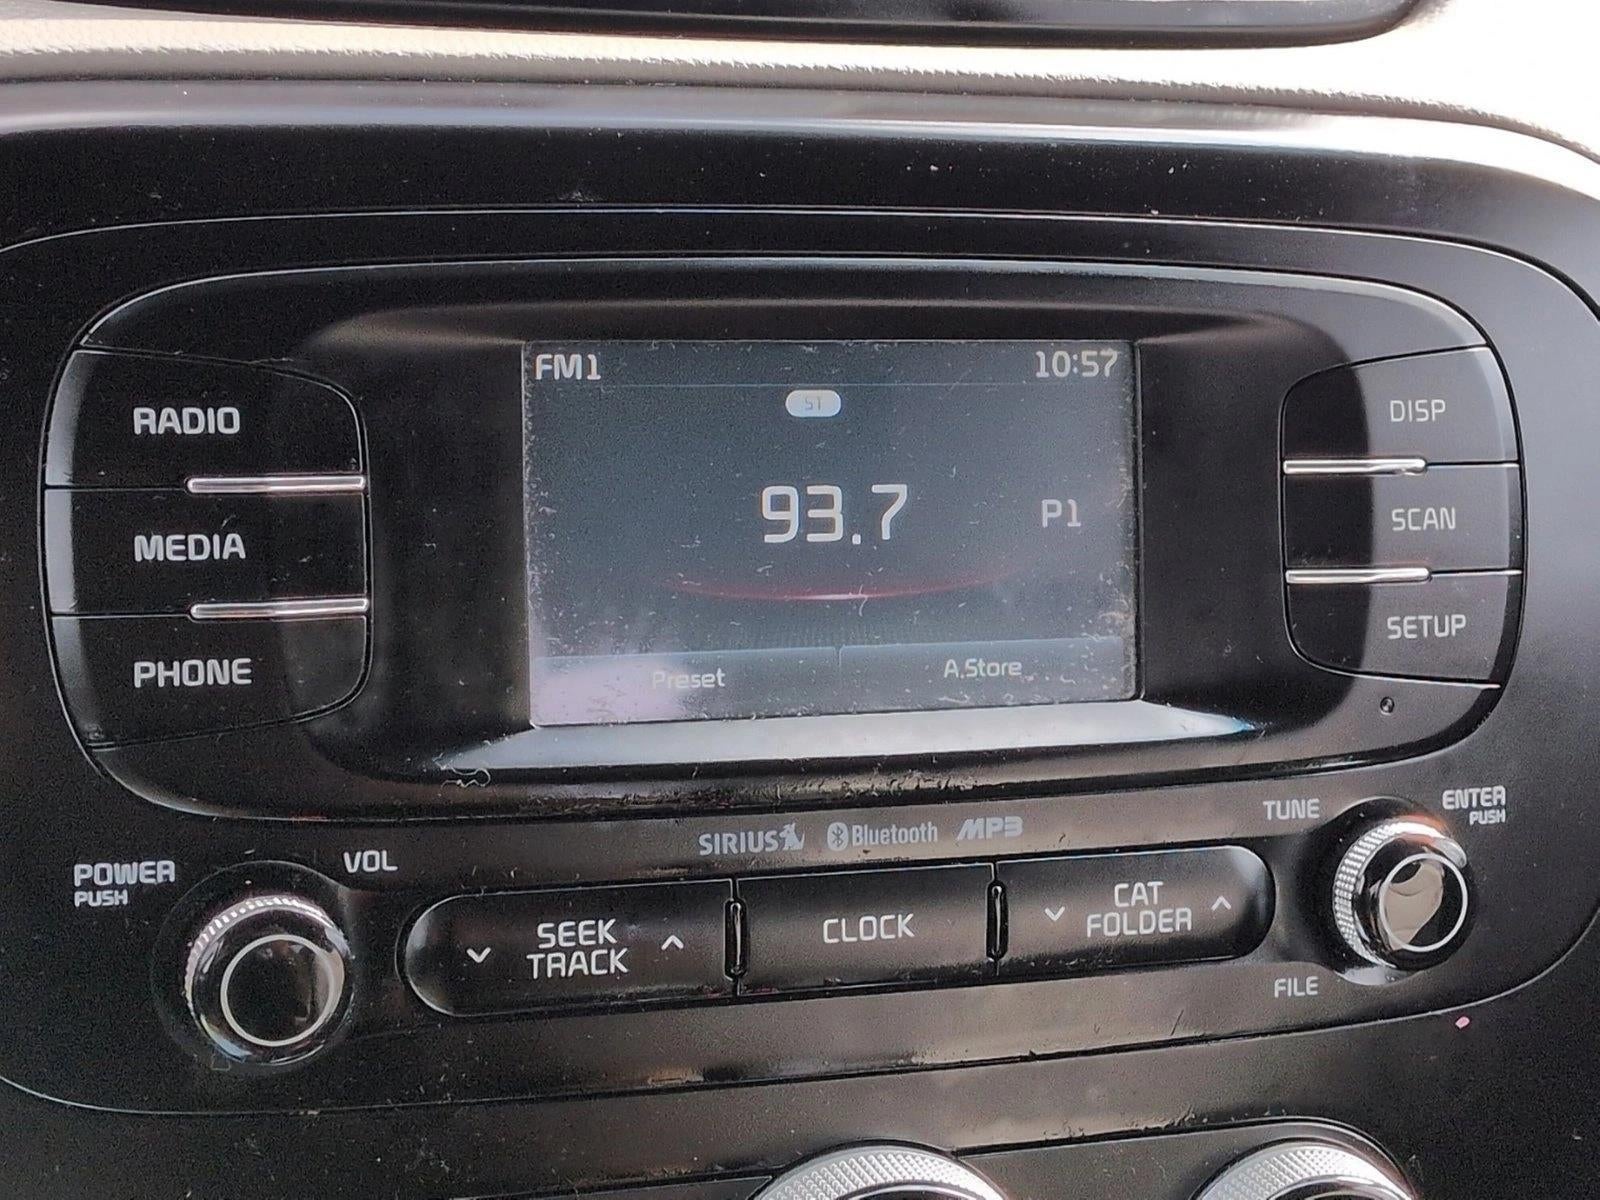 FM1
10:57
ST
93.7
P1
Preset
A.Store
RADIO
MEDIA
PHONE
DISP
SCAN
SETUP
SIRIUS
Bluetooth
MP3
POWER
PUSH
VOL
SEEK
TRACK
CLOCK
CAT
FOLDER
TUNE
ENTER
PUSH
FILE